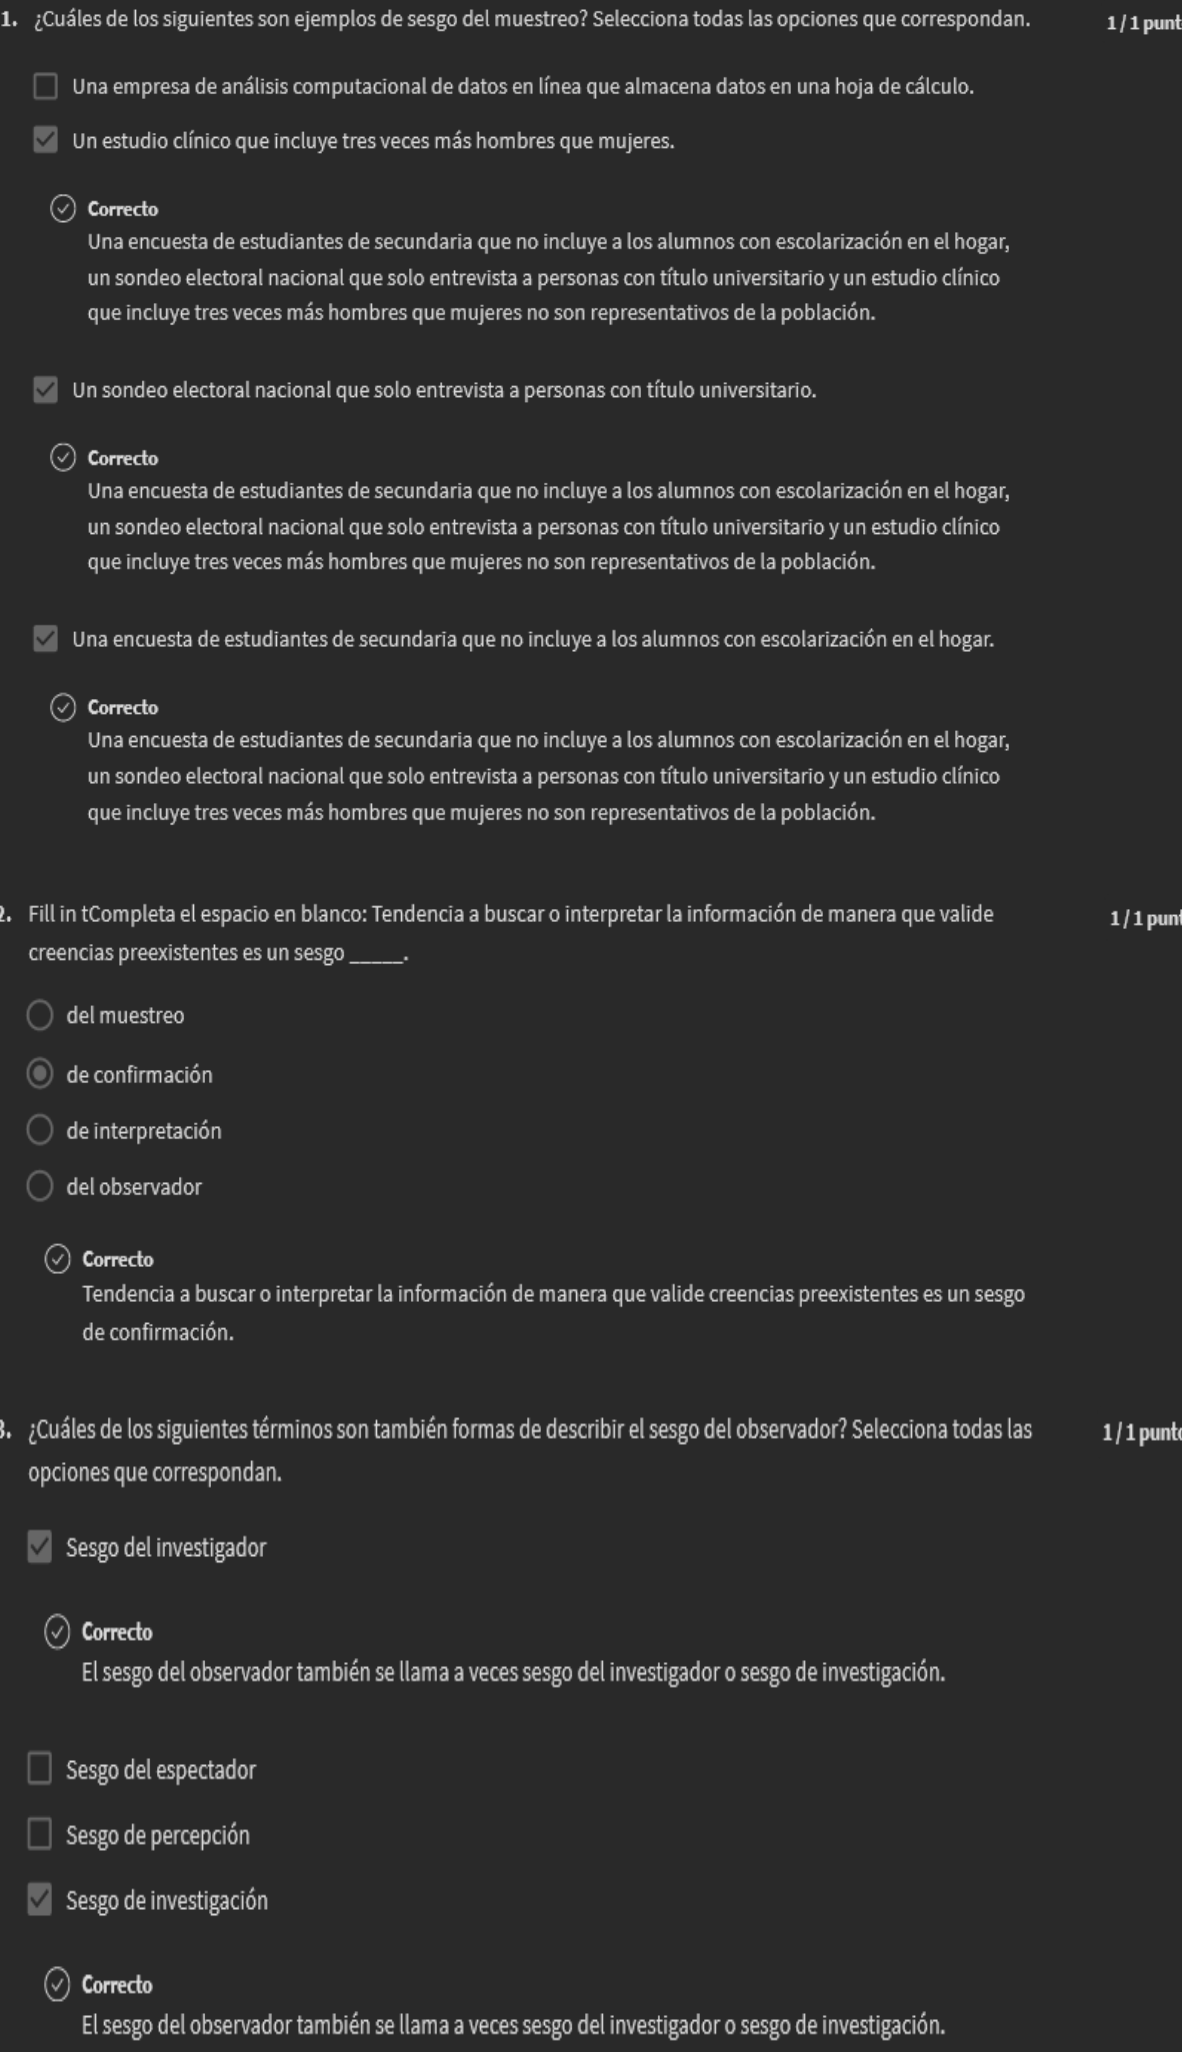 1. ¿Cuáles de los siguientes son ejemplos de sesgo del muestreo? Selecciona todas las opciones que correspondan. 1 / 1 punt
Una empresa de análisis computacional de datos en línea que almacena datos en una hoja de cálculo.
Un estudio clínico que incluye tres veces más hombres que mujeres.
Correcto
Una encuesta de estudiantes de secundaria que no incluye a los alumnos con escolarización en el hogar,
un sondeo electoral nacional que solo entrevista a personas con título universitario y un estudio clínico
que incluye tres veces más hombres que mujeres no son representativos de la población.
Un sondeo electoral nacional que solo entrevista a personas con título universitario.
Correcto
Una encuesta de estudiantes de secundaria que no incluye a los alumnos con escolarización en el hogar,
un sondeo electoral nacional que solo entrevista a personas con título universitario y un estudio clínico
que incluye tres veces más hombres que mujeres no son representativos de la población.
Una encuesta de estudiantes de secundaria que no incluye a los alumnos con escolarización en el hogar.
Correcto
Una encuesta de estudiantes de secundaria que no incluye a los alumnos con escolarización en el hogar,
un sondeo electoral nacional que solo entrevista a personas con título universitario y un estudio clínico
que incluye tres veces más hombres que mujeres no son representativos de la población.
2. Fill in tCompleta el espacio en blanco: Tendencia a buscar o interpretar la información de manera que valide 1 / 1 punt
creencias preexistentes es un sesgo _____.
del muestreo
de confirmación
de interpretación
del observador
Correcto
Tendencia a buscar o interpretar la información de manera que valide creencias preexistentes es un sesgo
de confirmación.
3. ¿Cuáles de los siguientes términos son también formas de describir el sesgo del observador? Selecciona todas las 1 / 1 punto
opciones que correspondan.
Sesgo del investigador
Correcto
El sesgo del observador también se llama a veces sesgo del investigador o sesgo de investigación.
Sesgo del espectador
Sesgo de percepción
Sesgo de investigación
Correcto
El sesgo del observador también se llama a veces sesgo del investigador o sesgo de investigación.